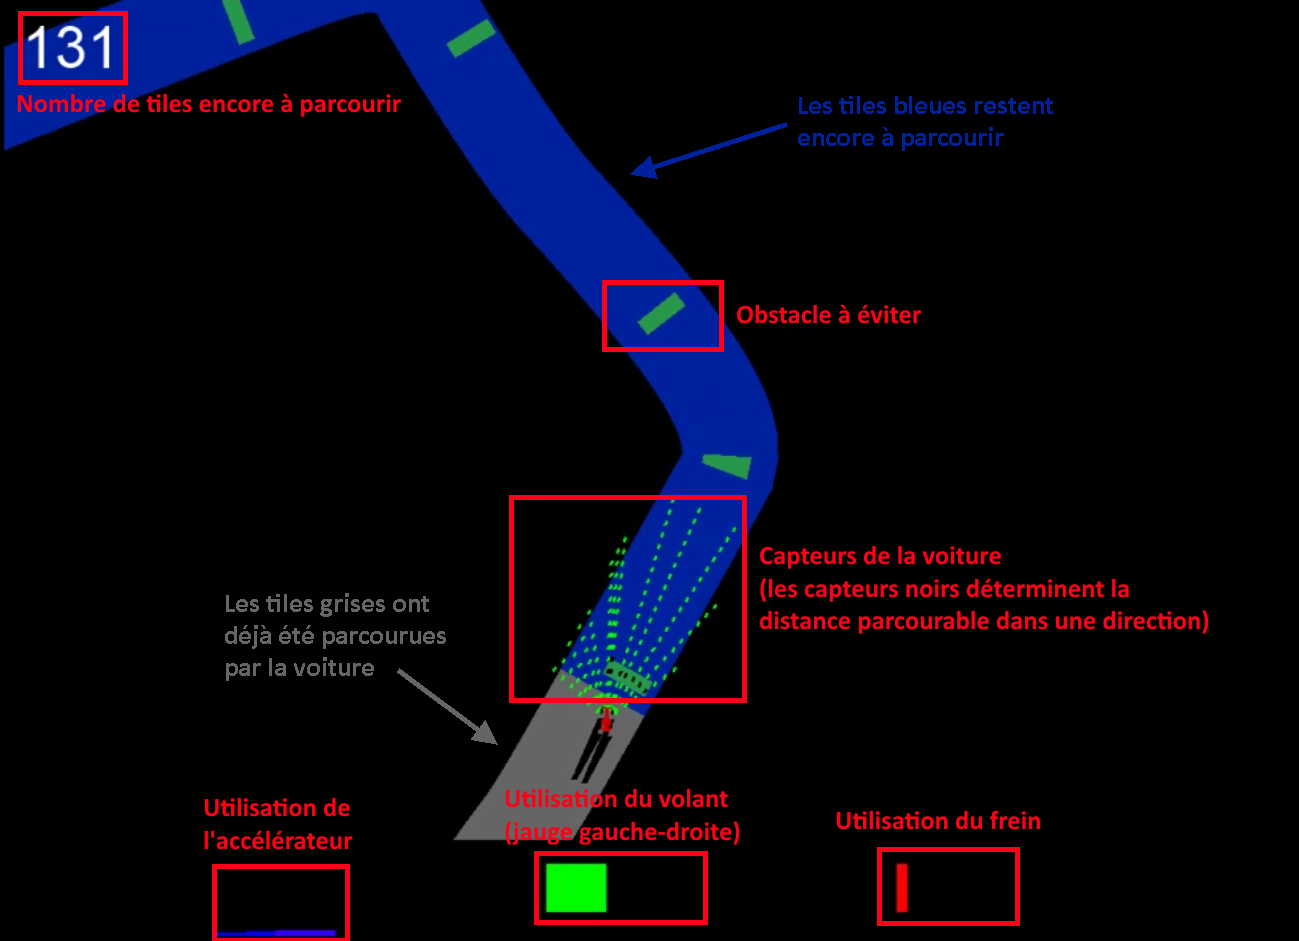 131
Nombre de tiles encore à parcourir
Les tiles bleues restent
encore à parcourir
Obstacle à éviter
Capteurs de la voiture
(les capteurs noirs déterminent la
distance parcourable dans une direction)
Les tiles grises ont
déjà été parcourues
par la voiture
Utilisation de
l'accélérateur
Utilisation du volant
(jauge gauche-droite)
Utilisation du frein